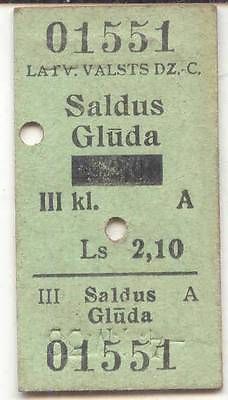 01551
LATV. VALSTS DZ.-C.
Saldus
Glūda
III kl. A
Ls 2,10
III Saldus A
Glūda
01551